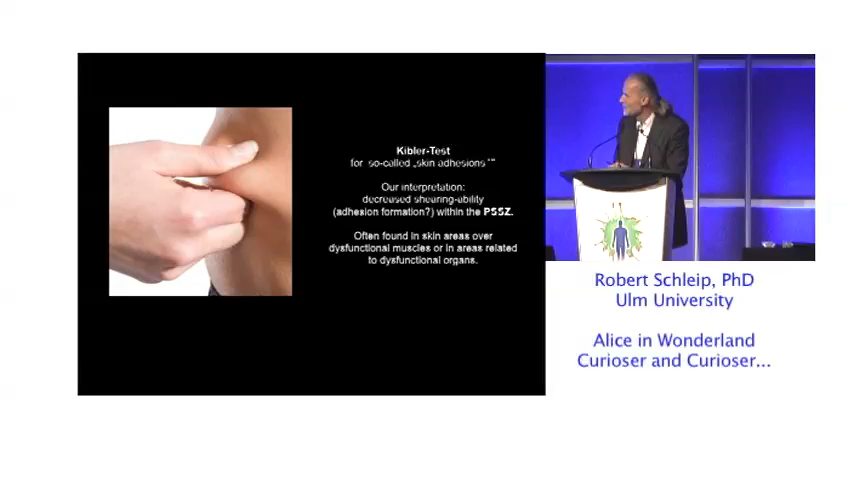 Kibler-Test
for so-called „skin adhesions""
Our interpretation:
decreased shearing-ability
(adhesion formation?) within the PSSZ.
Often found in skin areas over
dysfunctional muscles or in areas related
to dysfunctional organs.
Robert Schleip, PhD
Ulm University
Alice in Wonderland
Curioser and Curioser...